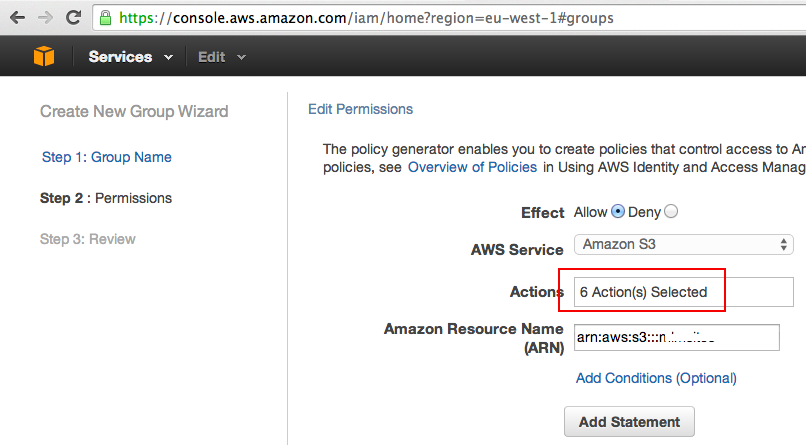 https://console.aws.amazon.com/iam/home?region=eu-west-1#groups
Services
Edit
Create New Group Wizard
Step 1: Group Name
Step 2 : Permissions
Step 3: Review
Edit Permissions
The policy generator enables you to create policies that control access to
policies, see Overview of Policies in Using AWS Identity and Access
Effect Allow Deny
AWS Service Amazon S3
Actions 6 Action(s) Selected
Amazon Resource Name
(ARN) arn:aws:s3:::
Add Conditions (Optional)
Add Statement